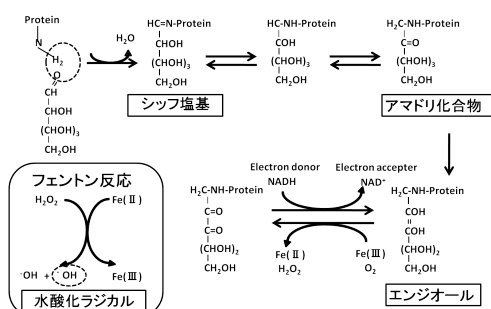 Protein
N
H₂
O
CH
CHOH
(CHOH)₃
CH₂OH
H₂O
HC=N-Protein
CHOH
(CHOH)₃
CH₂OH
シッフ塩基
HC-NH-Protein
COH
(CHOH)₃
CH₂OH
H₂C-NH-Protein
C=O
(CHOH)₃
CH₂OH
アマドリ化合物
フェントン反応
H₂O₂ Fe(Ⅱ)
⁻OH + OH Fe(Ⅲ)
水酸化ラジカル
Electron donor
NADH
Electron accepter
NAD⁺
H₂C-NH-Protein
C=O
C=O
(CHOH)₂
CH₂OH
Fe(Ⅱ)
H₂O₂
Fe(Ⅲ)
O₂
H₂C-NH-Protein
COH
COH
(CHOH)₂
CH₂OH
エンジオール